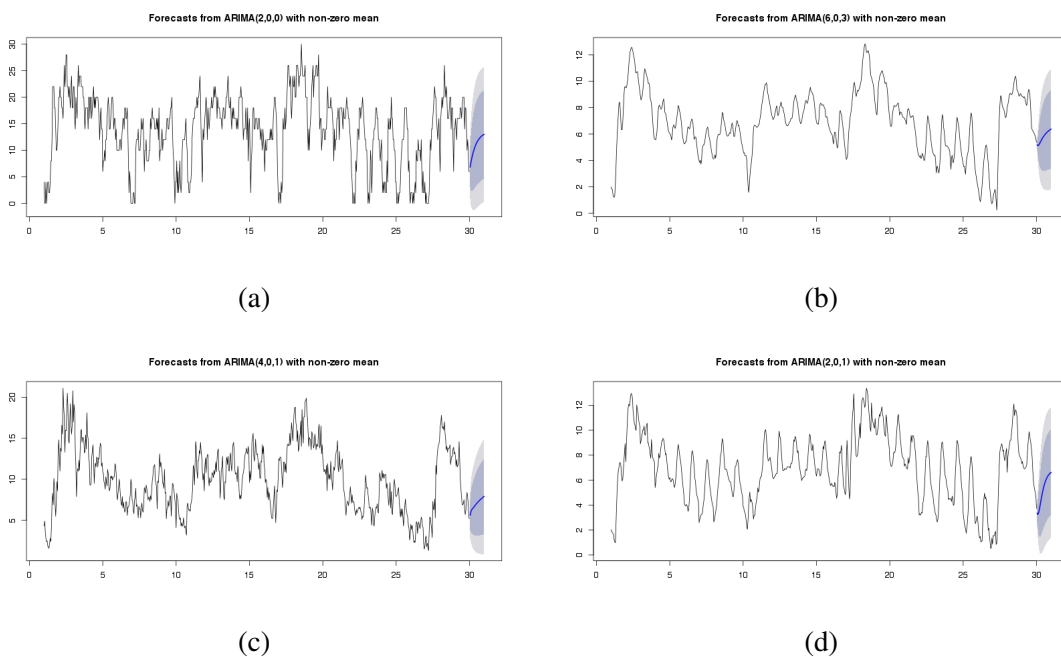 Forecasts from ARIMA(2,0,0) with non-zero mean
30
25
20
15
10
5
0
0 5 10 15 20 25 30
(a)
Forecasts from ARIMA(6,0,3) with non-zero mean
12
10
8
6
4
2
0
0 5 10 15 20 25 30
(b)
Forecasts from ARIMA(4,0,1) with non-zero mean
20
15
10
5
0 5 10 15 20 25 30
(c)
Forecasts from ARIMA(2,0,1) with non-zero mean
12
10
8
6
4
2
0
0 5 10 15 20 25 30
(d)